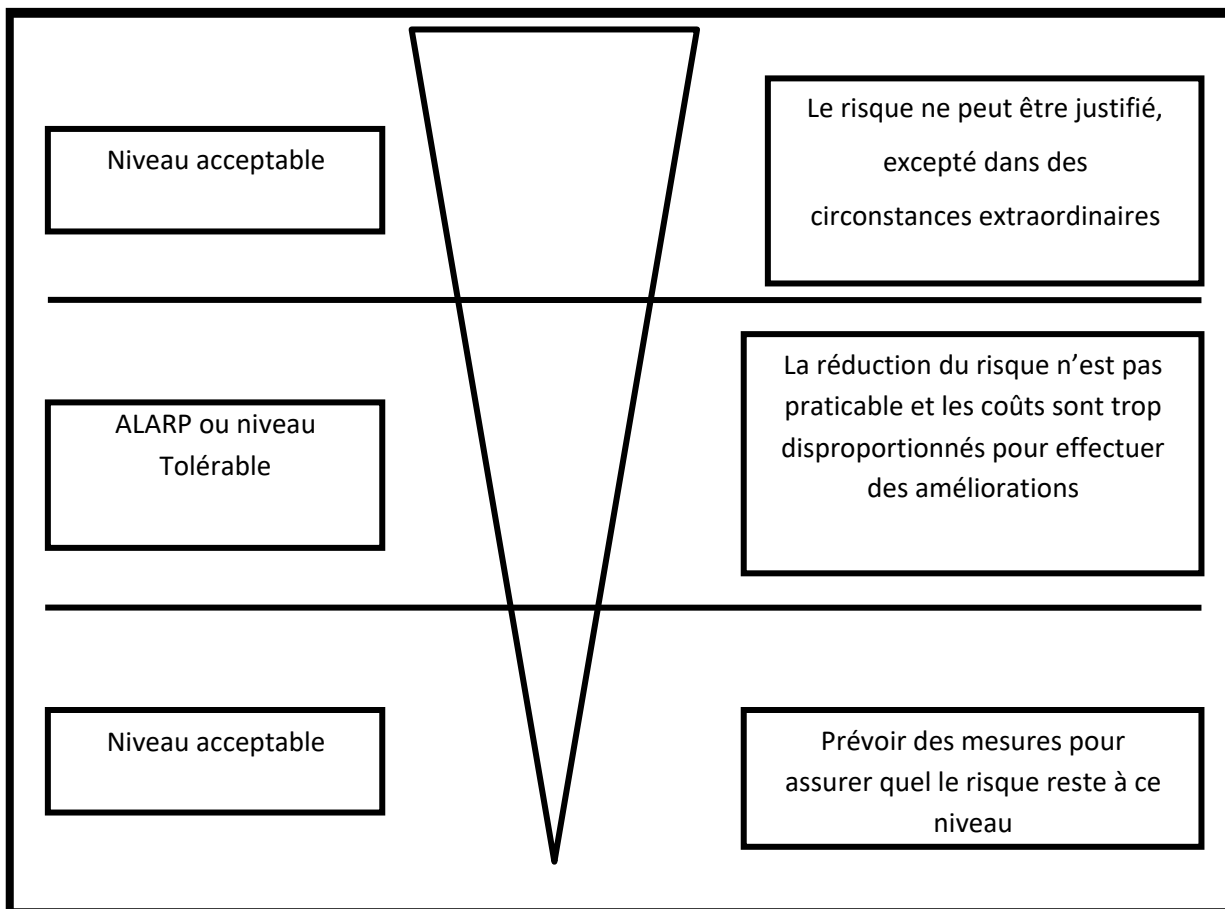 Niveau acceptable
Le risque ne peut être justifié,
excepté dans des
circonstances extraordinaires
ALARP ou niveau
Tolérable
La réduction du risque n’est pas
praticable et les coûts sont trop
disproportionnés pour effectuer
des améliorations
Niveau acceptable
Prévoir des mesures pour
assurer quel le risque reste à ce
niveau